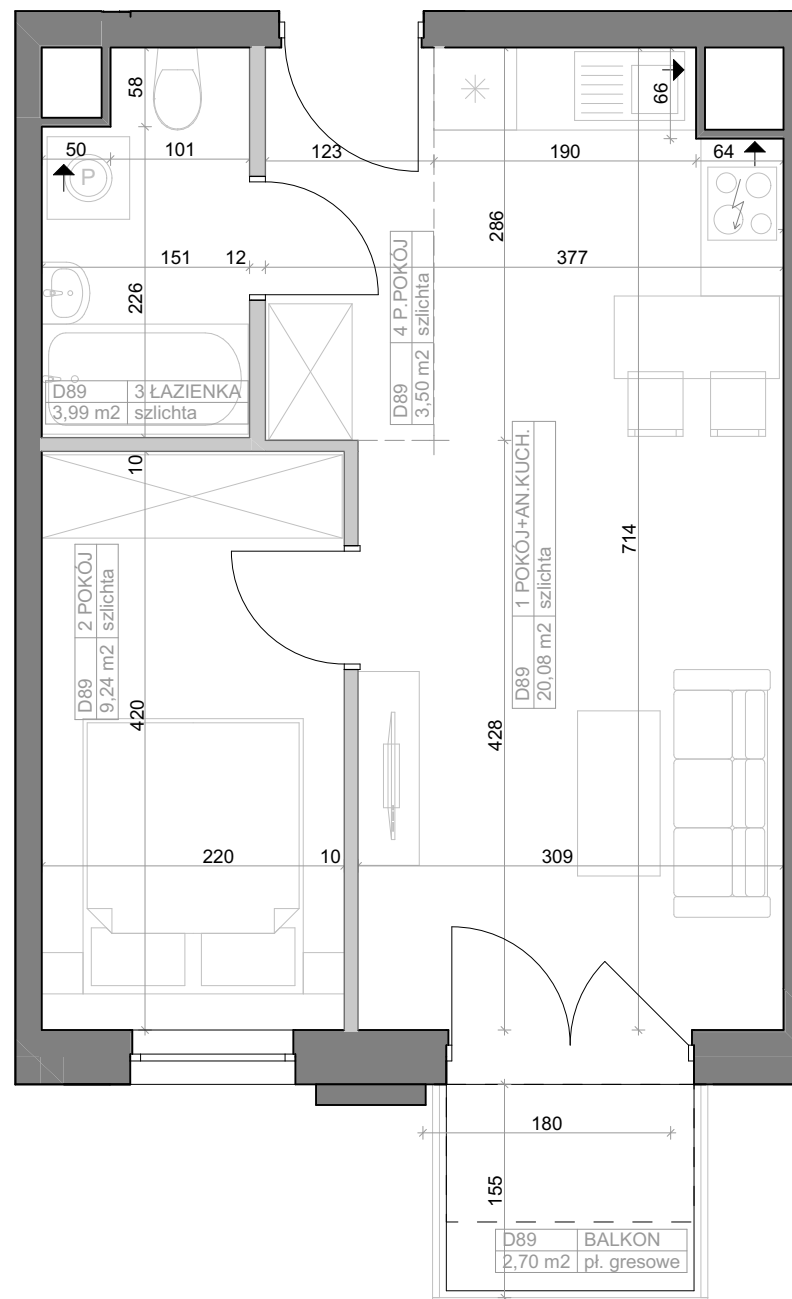 58
66
50
101
123
190
64
P
286
151
12
377
226
D89 4 P.POKÓJ
3,50 m2 szlichta
D89 3 ŁAZIENKA
3,99 m2 szlichta
10
D89 1 POKÓJ+AN.KUCH.
20,08 m2 szlichta
714
D89 2 POKÓJ
9,24 m2 szlichta
420
428
220
10
309
180
155
D89 BALKON
2,70 m2 pł. gresowe